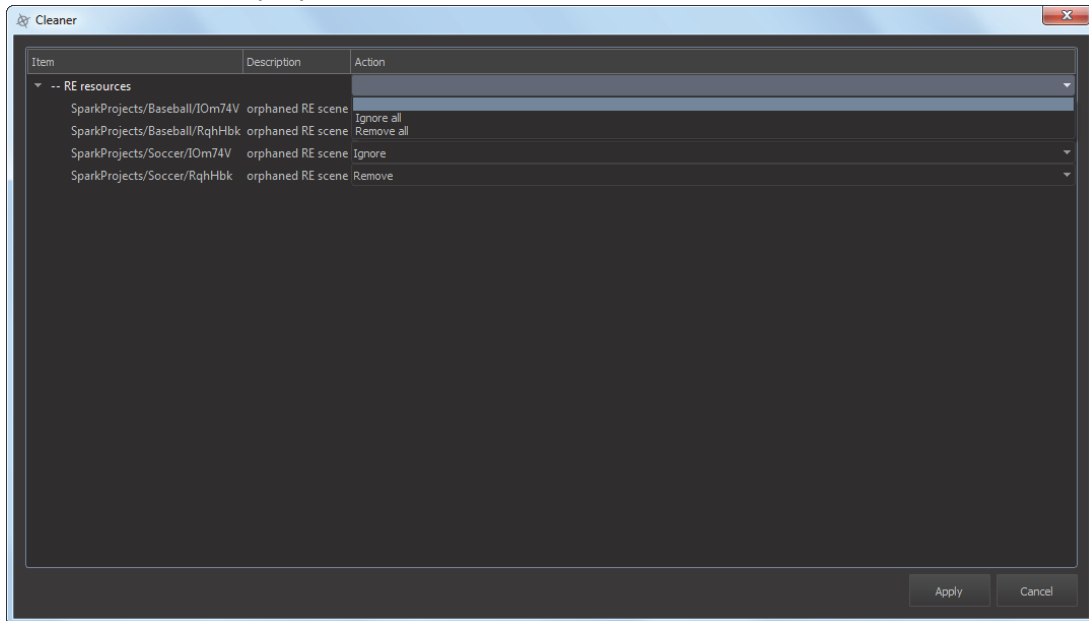 Cleaner
Item Description Action
-- RE resources
SparkProjects/Baseball/IOm74V orphaned RE scene
Ignore all
SparkProjects/Baseball/RqhHbk orphaned RE scene Remove all
SparkProjects/Soccer/IOm74V orphaned RE scene Ignore
SparkProjects/Soccer/RqhHbk orphaned RE scene Remove
Apply Cancel